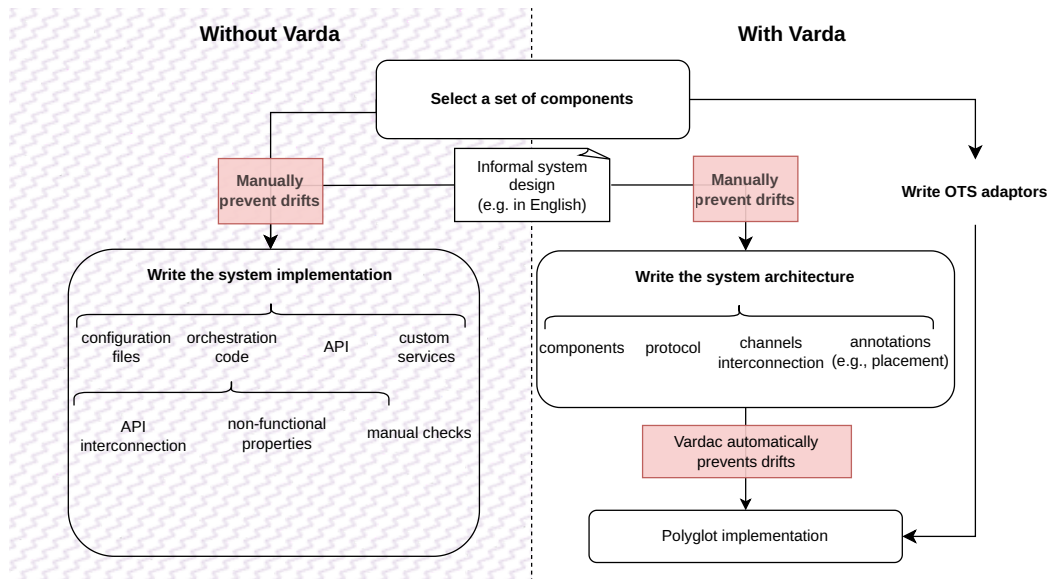 Without Varda
With Varda
Select a set of components
Informal system
design
(e.g. in English)
Manually
prevent drifts
Manually
prevent drifts
Write OTS adaptors
Write the system implementation
configuration
files
orchestration
code
API
custom
services
API
interconnection
non-functional
properties
manual checks
Write the system architecture
components
protocol
channels
interconnection
annotations
(e.g., placement)
Vardac automatically
prevents drifts
Polyglot implementation